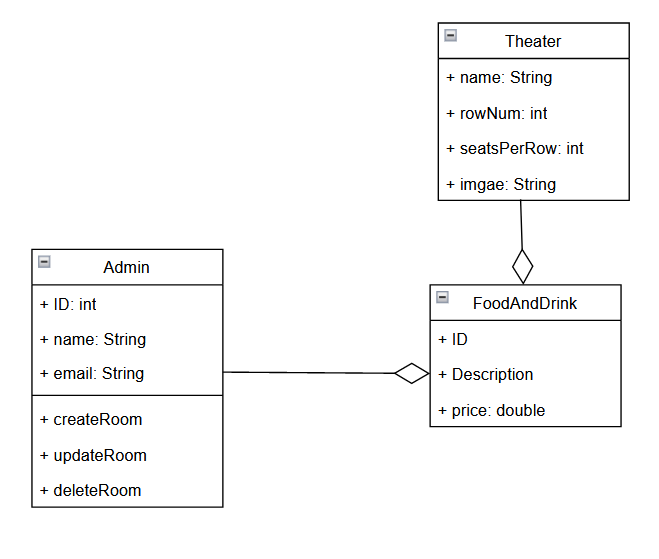 Theater
+ name: String
+ rowNum: int
+ seatsPerRow: int
+ imgae: String
Admin
+ ID: int
+ name: String
+ email: String
+ createRoom
+ updateRoom
+ deleteRoom
FoodAndDrink
+ ID
+ Description
+ price: double